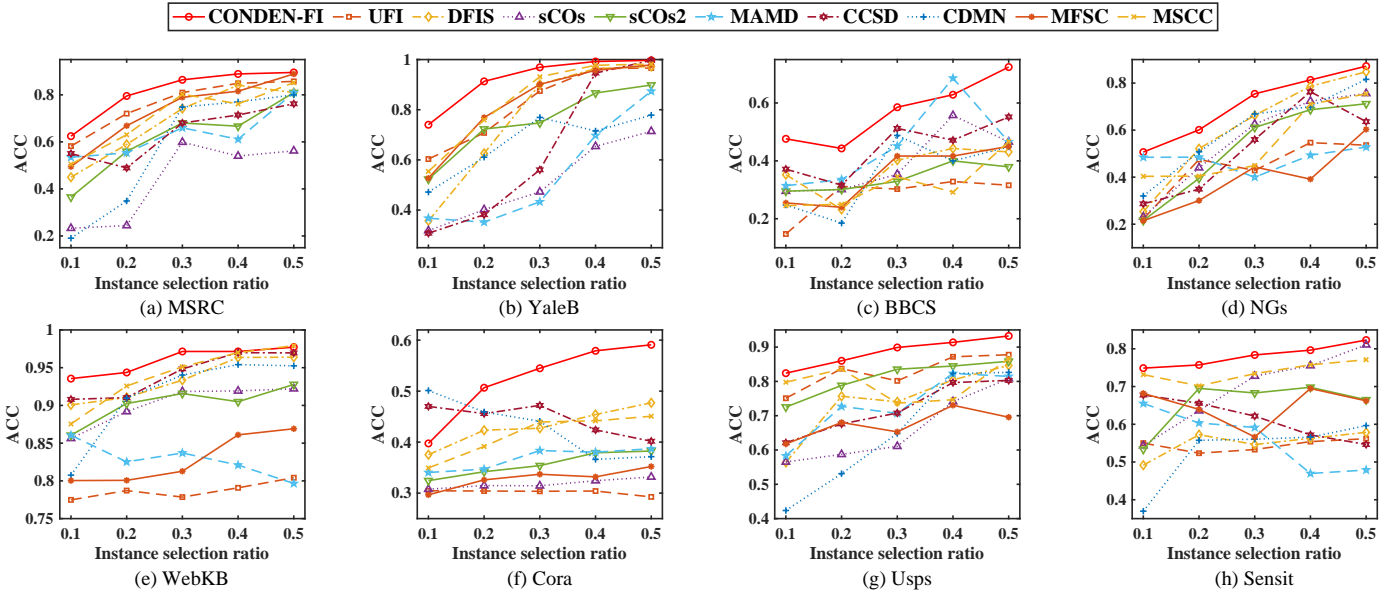 CONDEN-FI UFI DFIS sCOs sCOs2 MAMD CCSD CDMN MFSC MSCC
ACC
0.8
0.6
0.4
0.2
0.1 0.2 0.3 0.4 0.5
Instance selection ratio
(a) MSRC
ACC
1
0.8
0.6
0.4
0.1 0.2 0.3 0.4 0.5
Instance selection ratio
(b) YaleB
ACC
0.6
0.4
0.2
0.1 0.2 0.3 0.4 0.5
Instance selection ratio
(c) BBCS
ACC
0.8
0.6
0.4
0.2
0.1 0.2 0.3 0.4 0.5
Instance selection ratio
(d) NGs
ACC
1
0.95
0.9
0.85
0.8
0.75
0.1 0.2 0.3 0.4 0.5
Instance selection ratio
(e) WebKB
ACC
0.6
0.5
0.4
0.3
0.1 0.2 0.3 0.4 0.5
Instance selection ratio
(f) Cora
ACC
0.9
0.8
0.7
0.6
0.5
0.4
0.1 0.2 0.3 0.4 0.5
Instance selection ratio
(g) Usps
ACC
0.8
0.7
0.6
0.5
0.4
0.1 0.2 0.3 0.4 0.5
Instance selection ratio
(h) Sensit